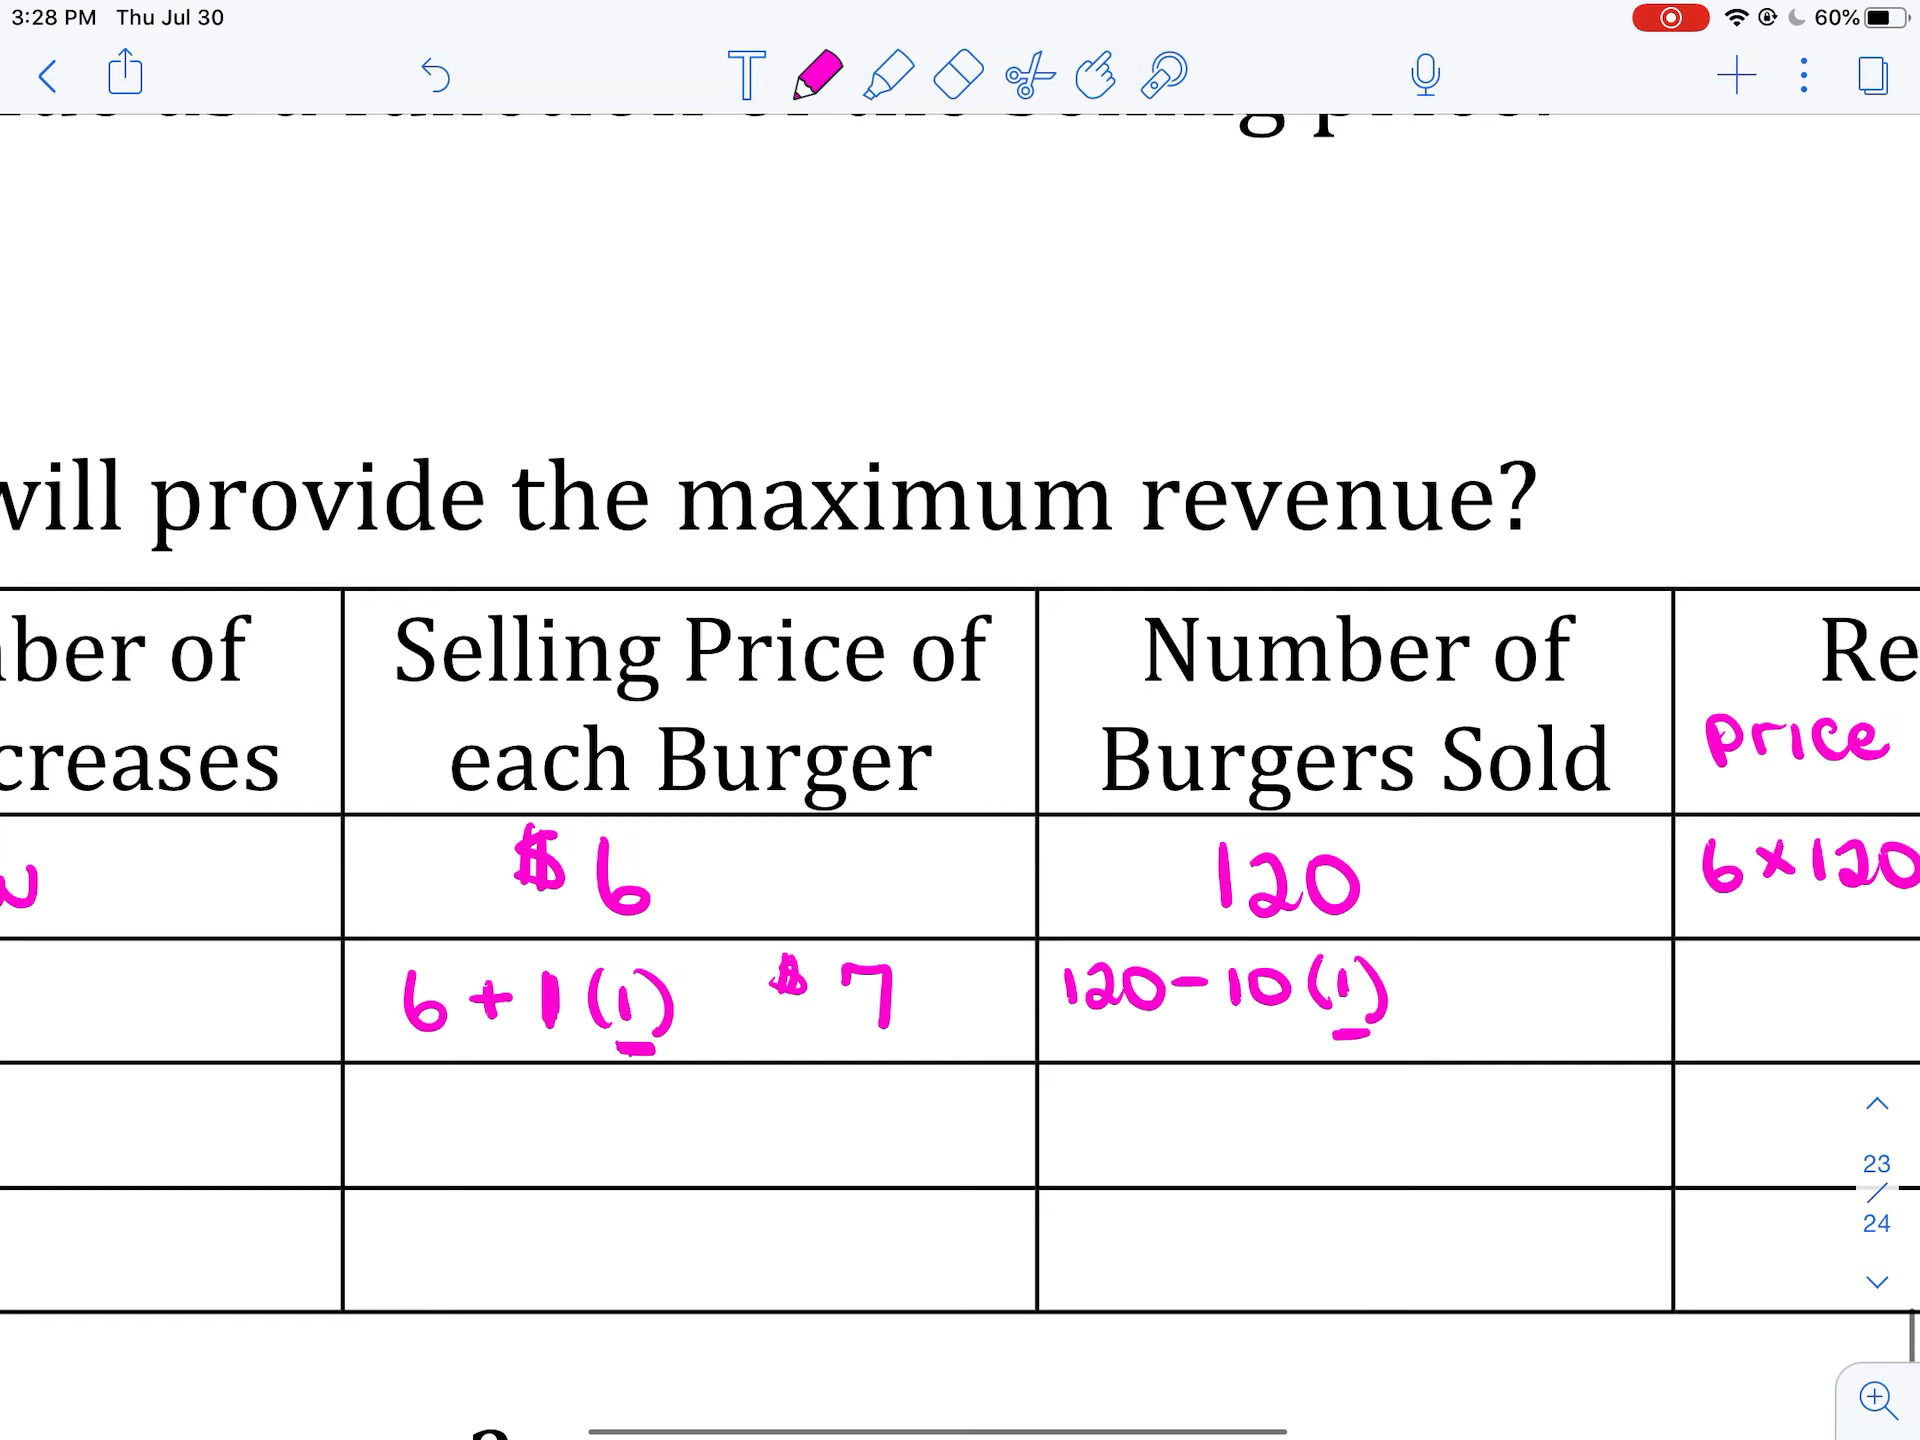 3:28 PM Thu Jul 30
60%
selling price.
will provide the maximum revenue?
ber of
creases
Selling Price of
each Burger
Number of
Burgers Sold
Re
price
w
$6
120
6×120
6+1(1) $7
120-10(1)
23
/
24